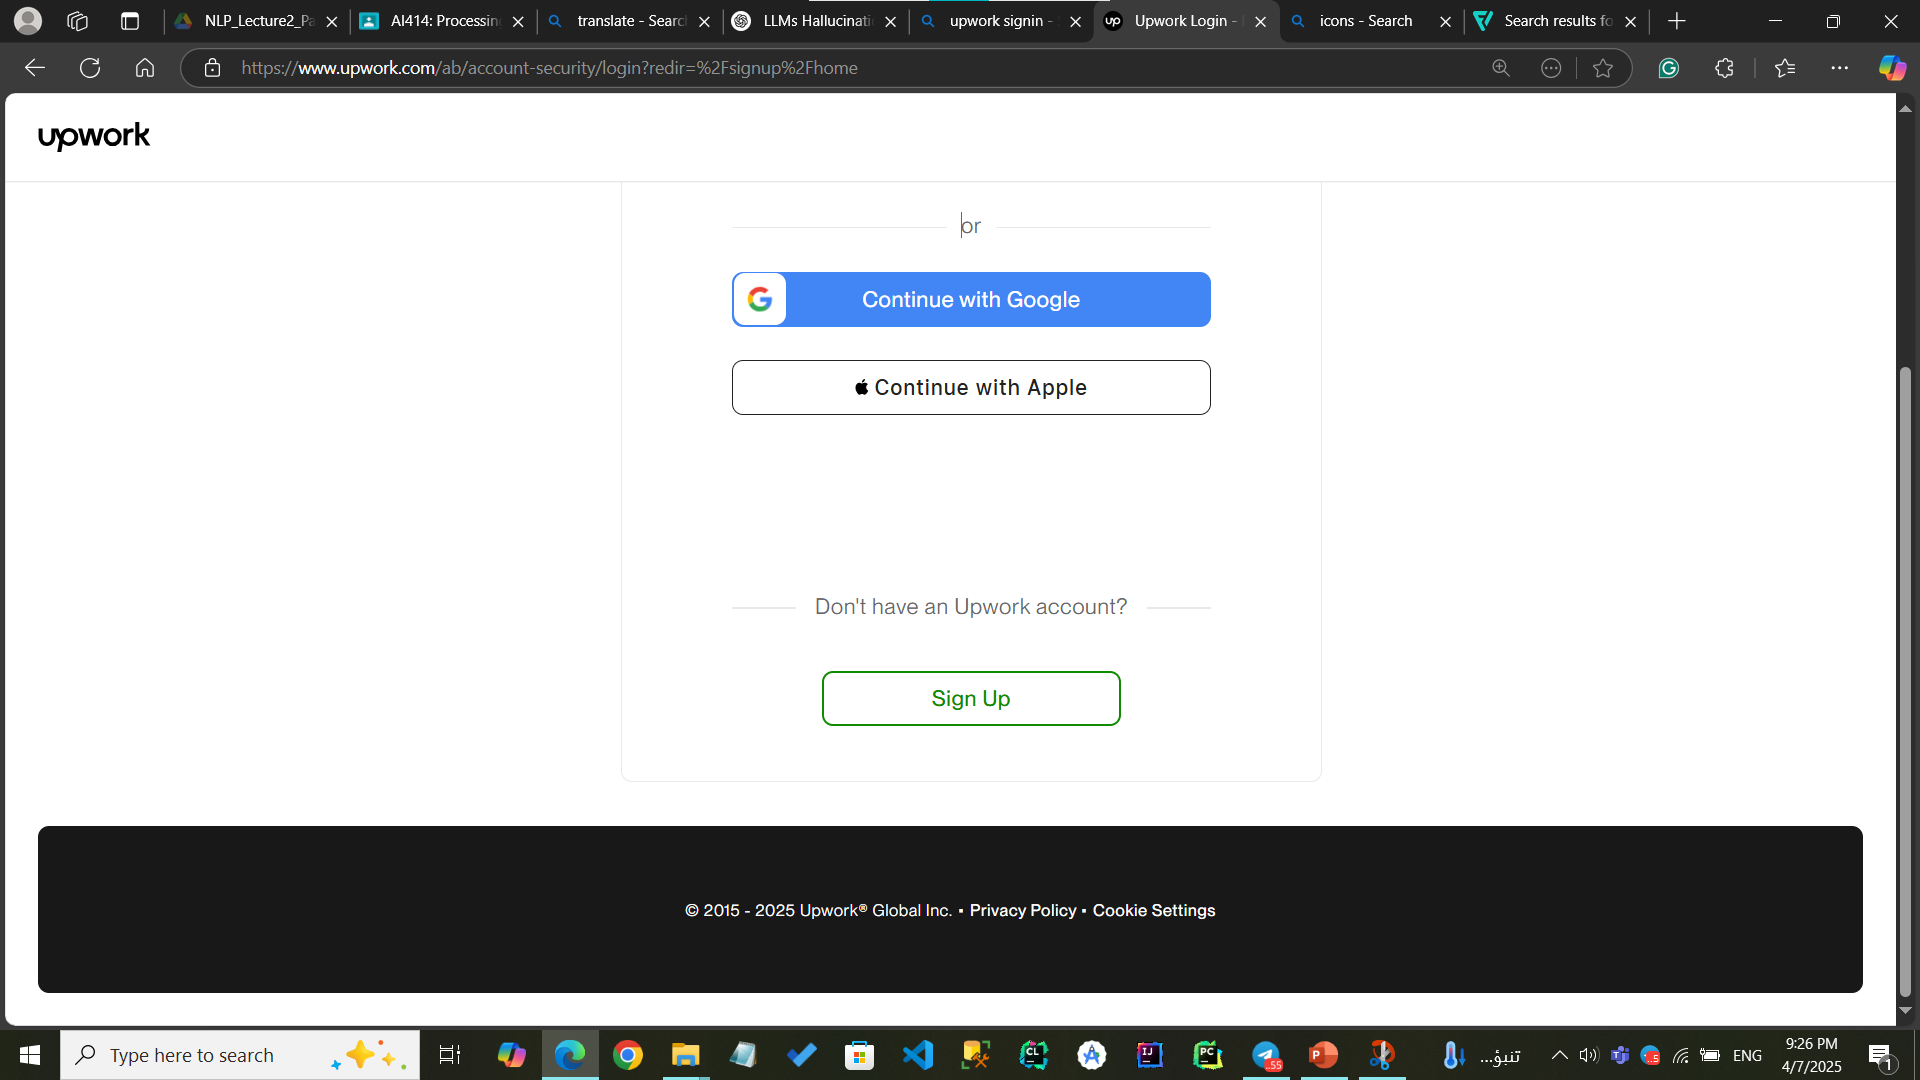 NLP_Lecture2_Pa
AI414: Processing
translate - Search
LLMs Hallucinati
upwork signin -
Upwork Login -
icons - Search
Search results fo
https://www.upwork.com/ab/account-security/login?redir=%2Fsignup%2Fhome
upwork
or
Continue with Google
Continue with Apple
Don't have an Upwork account?
Sign Up
© 2015 - 2025 Upwork® Global Inc. • Privacy Policy • Cookie Settings
Type here to search
تنبؤ...
ENG
9:26 PM
4/7/2025
1